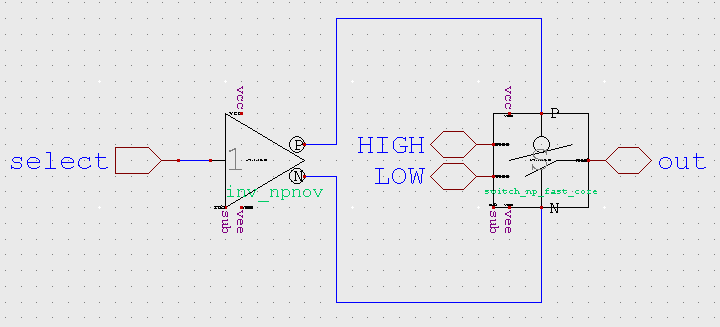 select
vcc
1
P
N
inv_npnov
sub
vee
HIGH
LOW
vcc
P
switch_np_fast_core
sub
vee
N
out